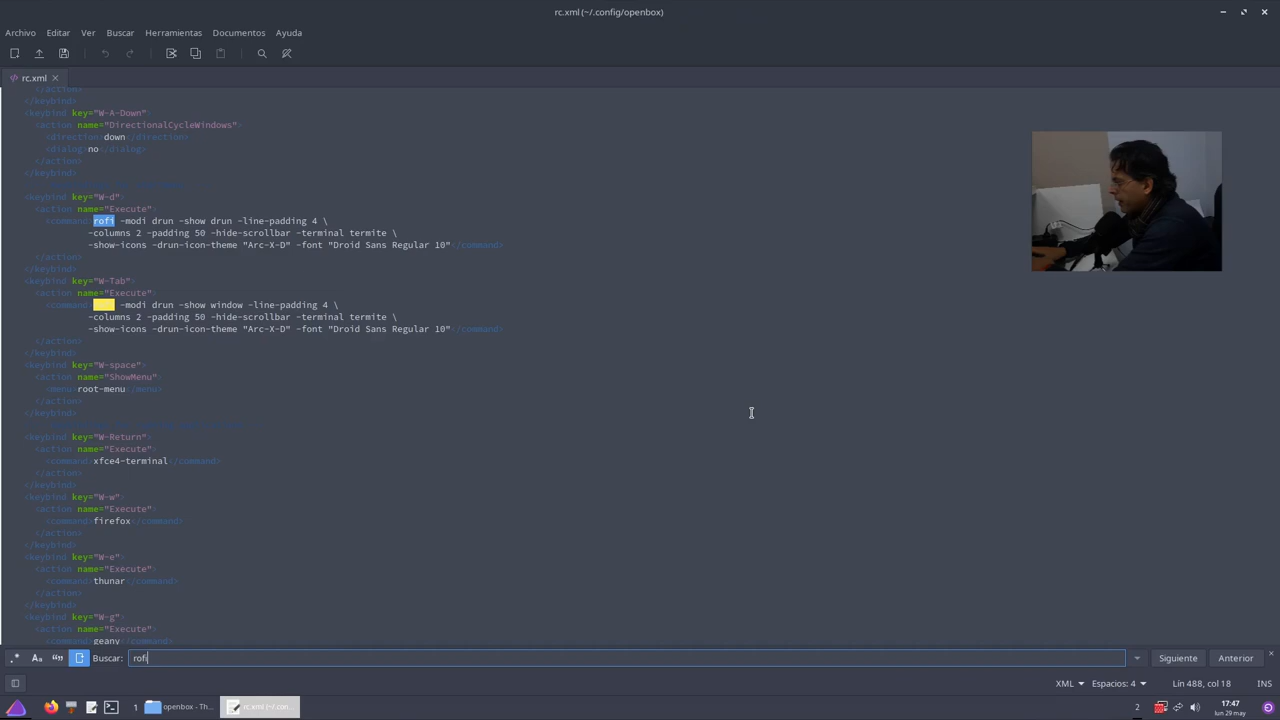 rc.xml (~/.config/openbox)
Archivo Editar Ver Buscar Herramientas Documentos Ayuda
rc.xml
</action>
</keybind>
<keybind key="W-A-Down">
<action name="DirectionalCycleWindows">
<direction>down</direction>
<dialog>no</dialog>
</action>
</keybind>
<keybind key="W-d">
<action name="Execute">
<command>rofi -modi drun -show drun -line-padding 4 \
-columns 2 -padding 50 -hide-scrollbar -terminal termite \
-show-icons -drun-icon-theme "Arc-X-D" -font "Droid Sans Regular 10"</command>
</action>
</keybind>
<keybind key="W-Tab">
<action name="Execute">
<command> -modi drun -show window -line-padding 4 \
-columns 2 -padding 50 -hide-scrollbar -terminal termite \
-show-icons -drun-icon-theme "Arc-X-D" -font "Droid Sans Regular 10"</command>
</action>
</keybind>
<keybind key="W-space">
<action name="ShowMenu">
<menu>root-menu</menu>
</action>
</keybind>
<keybind key="W-Return">
<action name="Execute">
<command>xfce4-terminal</command>
</action>
</keybind>
<keybind key="W-w">
<action name="Execute">
<command>firefox</command>
</action>
</keybind>
<keybind key="W-e">
<action name="Execute">
<command>thunar</command>
</action>
</keybind>
<keybind key="W-g">
<action name="Execute">
<command>geany</command>
Buscar: rofi Siguiente Anterior
XML Espacios: 4 Lín 488, col 18 INS
1 openbox - Th... rc.xml (~/.con... 2 17:47
lun 29 may